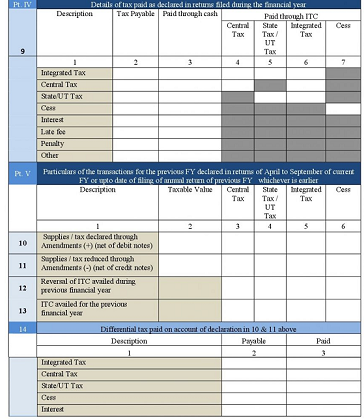 Pt. IV Details of tax paid as declared in returns filed during the financial year
9 Description Tax Payable Paid through cash Paid through ITC
Central Tax State Tax / UT Tax Integrated Tax Cess
1 2 3 4 5 6 7
Integrated Tax
Central Tax
State/UT Tax
Cess
Interest
Late fee
Penalty
Other
Pt. V Particulars of the transactions for the previous FY declared in returns of April to September of current
FY or upto date of filing of annual return of previous FY whichever is earlier
Description Taxable Value Central Tax State Tax / UT Tax Integrated Tax Cess
1 2 3 4 5 6
10 Supplies / tax declared through
Amendments (+) (net of debit notes)
11 Supplies / tax reduced through
Amendments (-) (net of credit notes)
12 Reversal of ITC availed during
previous financial year
13 ITC availed for the previous
financial year
14 Differential tax paid on account of declaration in 10 & 11 above
Description Payable Paid
1 2 3
Integrated Tax
Central Tax
State/UT Tax
Cess
Interest